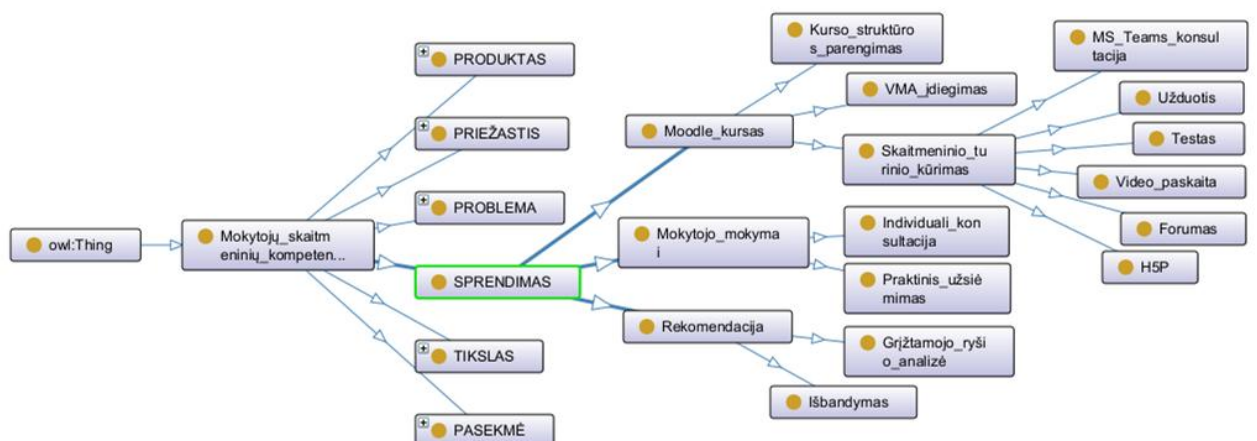 owl:Thing
Mokytojų_skaitm
eninių_kompeten...
PRODUKTAS
PRIEŽASTIS
PROBLEMA
SPRENDIMAS
TIKSLAS
PASEKMĖ
Moodle_kursas
Mokytojo_mokyma
i
Rekomendacija
Kurso_struktūro
s_parengimas
VMA_įdiegimas
Skaitmeninio_tu
rinio_kūrimas
Individuali_kon
sultacija
Praktinis_užsiė
mimas
Grįžtamojo_ryši
o_analizė
Išbandymas
MS_Teams_konsul
tacija
Užduotis
Testas
Video_paskaita
Forumas
H5P